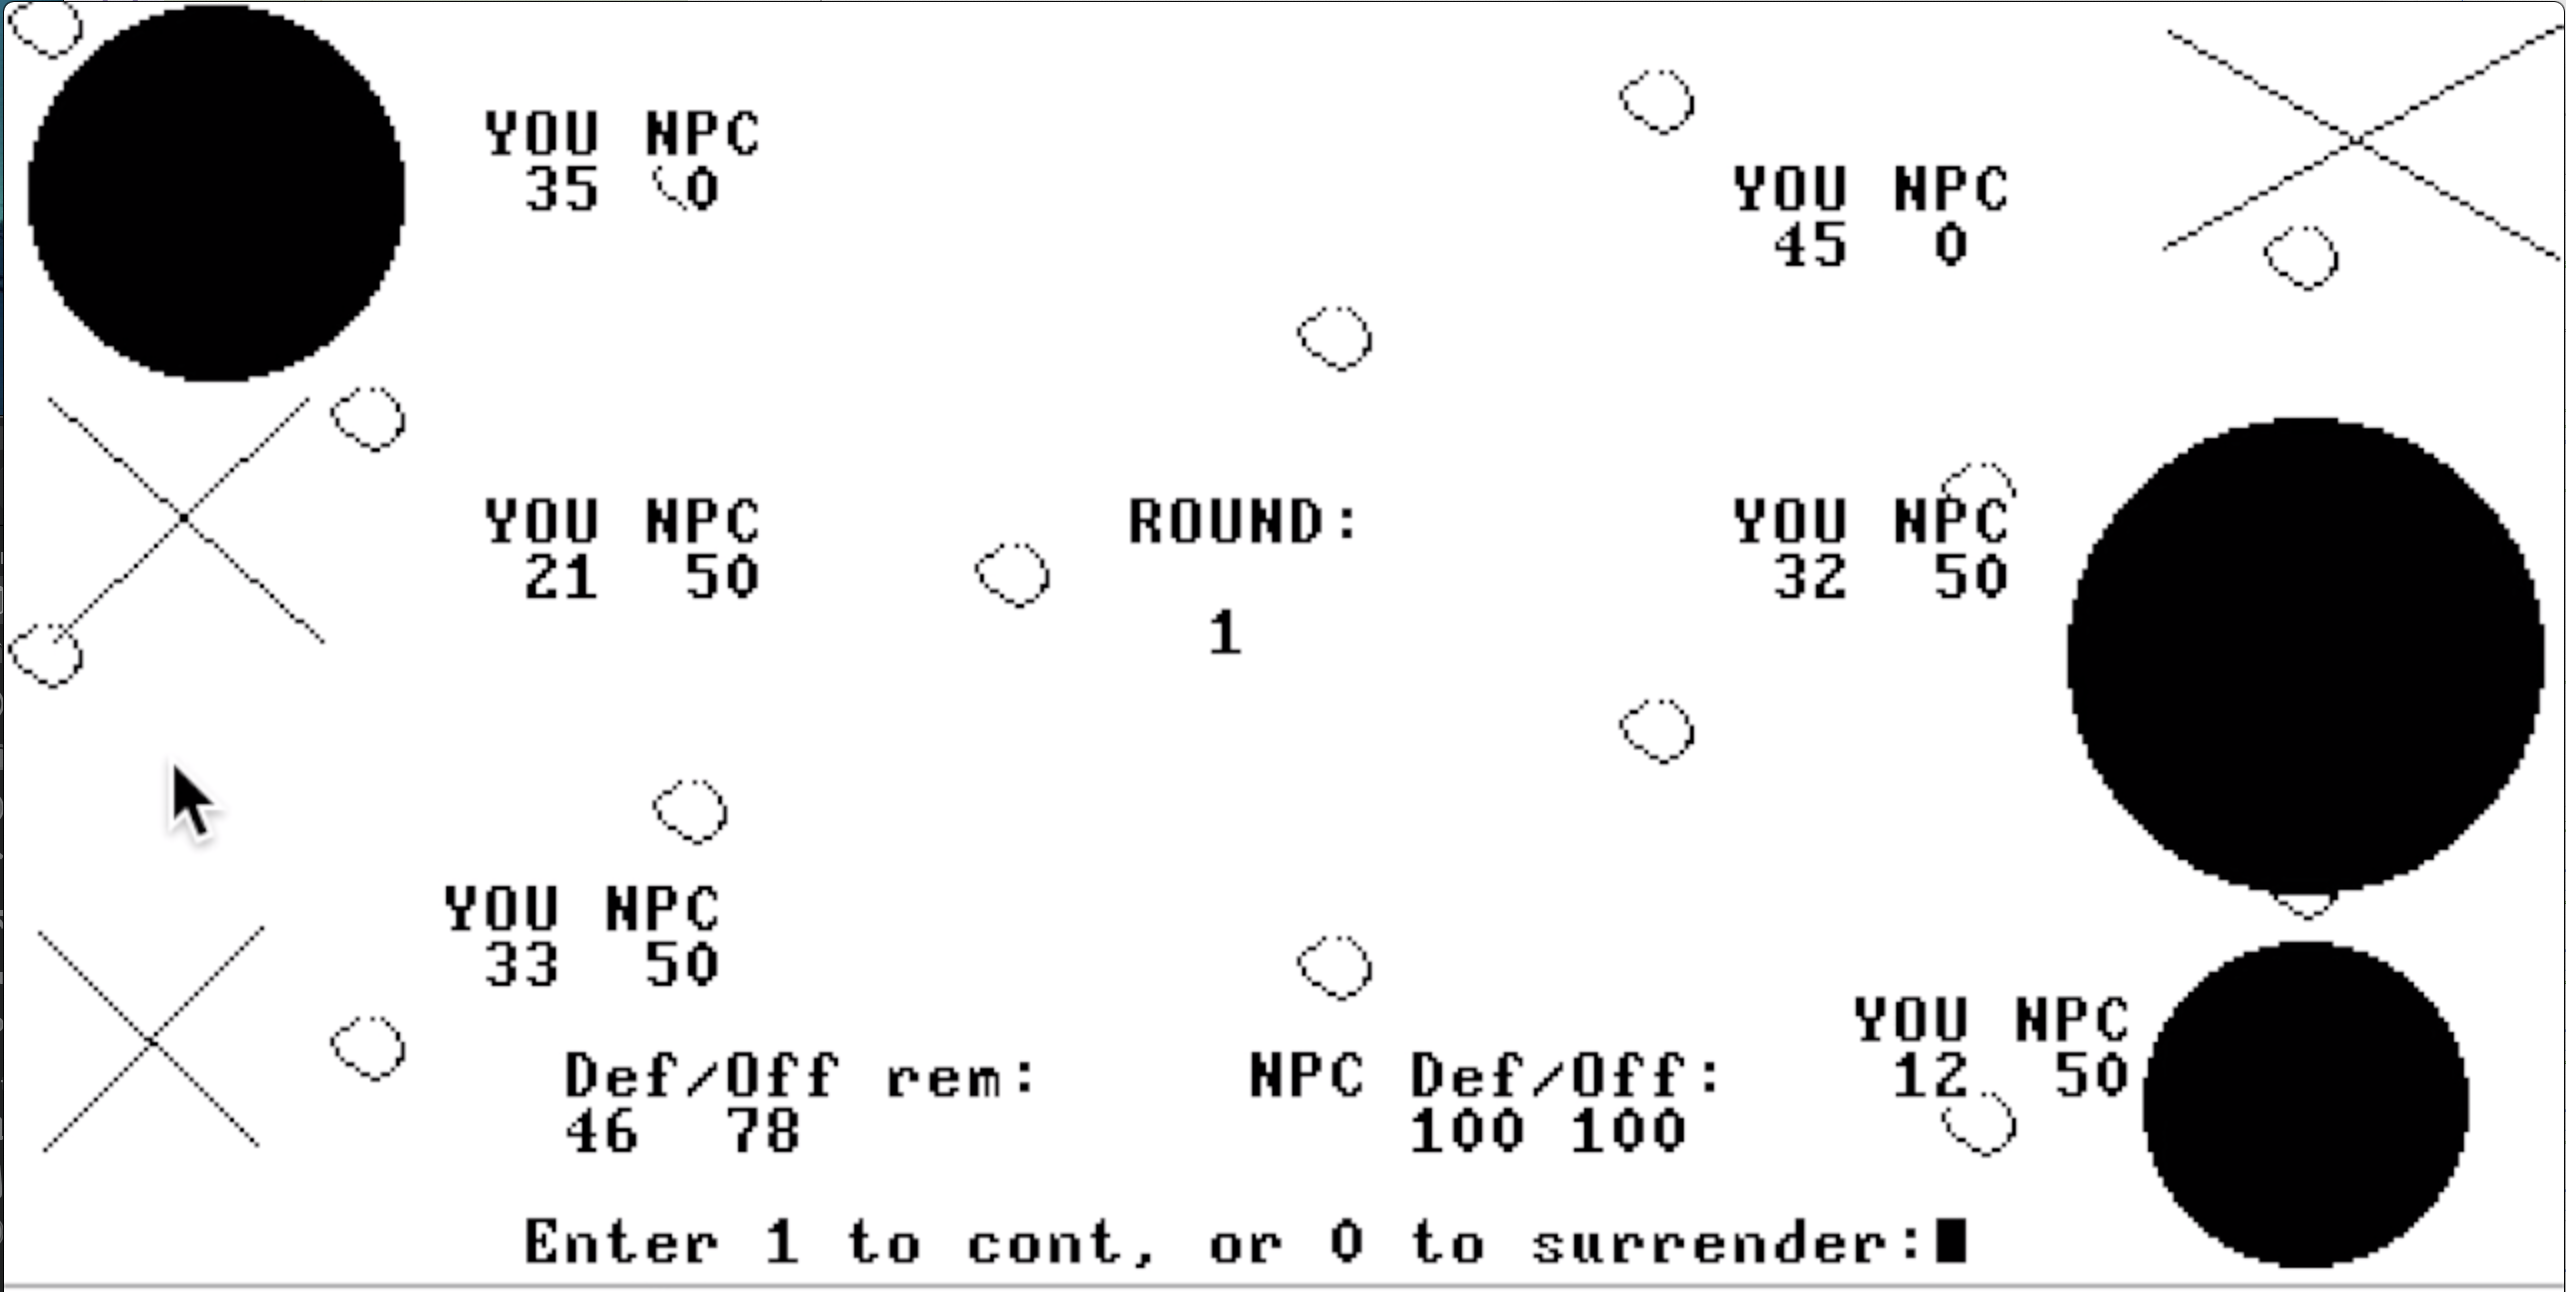 YOU NPC
35 0
YOU NPC
45 0
YOU NPC
21 50
ROUND:
1
YOU NPC
32 50
YOU NPC
33 50
YOU NPC
12 50
Def/Off rem:
46 78
NPC Def/Off:
100 100
Enter 1 to cont, or 0 to surrender: